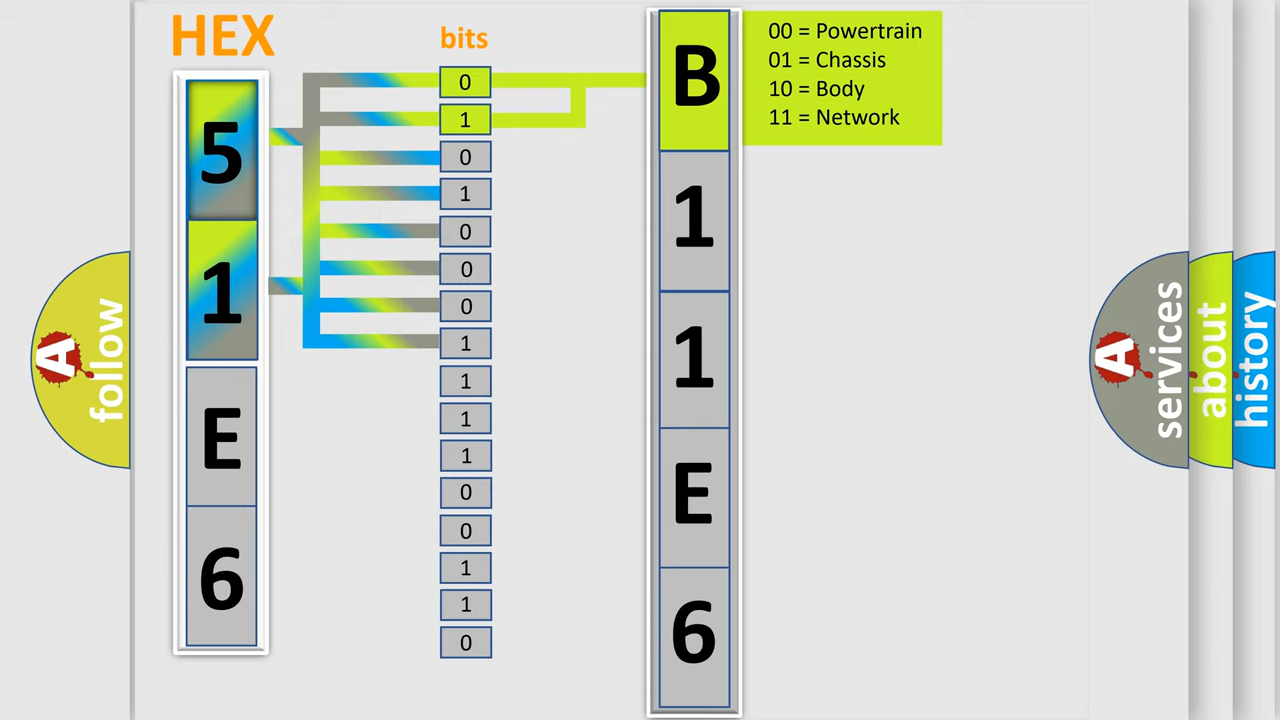 HEX
bits
5
1
E
6
0
1
0
1
0
0
0
1
1
1
1
0
0
1
1
0
B
1
1
E
6
00 = Powertrain
01 = Chassis
10 = Body
11 = Network
A
follow
A
services
about
history